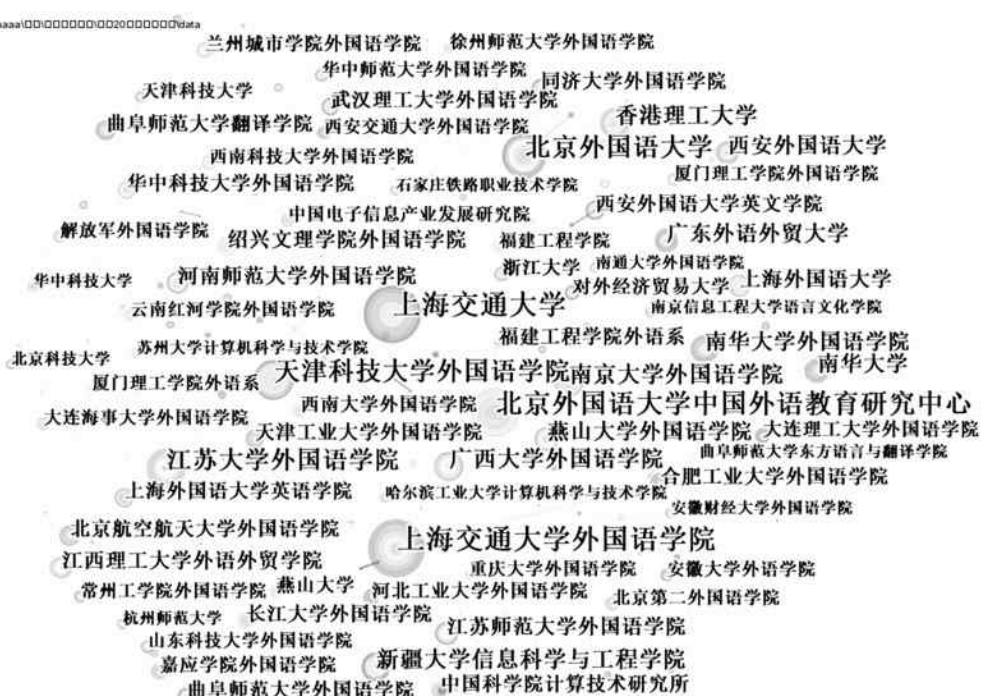 兰州城市学院外国语学院
徐州师范大学外国语学院
华中师范大学外国语学院
同济大学外国语学院
天津科技大学
武汉理工大学外国语学院
香港理工大学
曲阜师范大学翻译学院
西安交通大学外国语学院
北京外国语大学
西安外国语大学
西南科技大学外国语学院
厦门理工学院外国语学院
华中科技大学外国语学院
石家庄铁路职业技术学院
西安外国语大学英文学院
中国电子信息产业发展研究院
解放军外国语学院
绍兴文理学院外国语学院
福建工程学院
广东外语外贸大学
浙江大学
南通大学外国语学院
华中科技大学
河南师范大学外国语学院
对外经济贸易大学
上海外国语大学
云南红河学院外国语学院
上海交通大学
南京信息工程大学语言文化学院
福建工程学院外语系
南华大学外国语学院
北京科技大学
苏州大学计算机科学与技术学院
南华大学
厦门理工学院外语系
天津科技大学外国语学院
南京大学外国语学院
西南大学外国语学院
北京外国语大学中国外语教育研究中心
大连海事大学外国语学院
天津工业大学外国语学院
燕山大学外国语学院
大连理工大学外国语学院
江苏大学外国语学院
广西大学外国语学院
曲阜师范大学东方语言与翻译学院
合肥工业大学外国语学院
上海外国语大学英语学院
哈尔滨工业大学计算机科学与技术学院
安徽财经大学外国语学院
北京航空航天大学外国语学院
上海交通大学外国语学院
江西理工大学外语外贸学院
重庆大学外国语学院
安徽大学外语学院
常州工学院外国语学院
燕山大学
河北工业大学外国语学院
北京第二外国语学院
杭州师范大学
长江大学外国语学院
江苏师范大学外国语学院
山东科技大学外国语学院
嘉应学院外国语学院
新疆大学信息科学与工程学院
曲阜师范大学外国语学院
中国科学院计算技术研究所